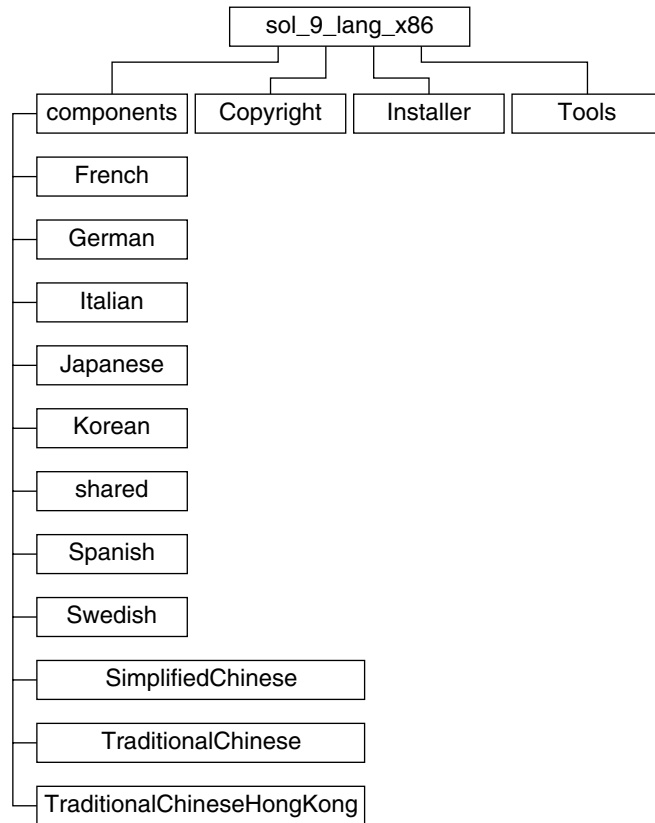 sol_9_lang_x86
components
Copyright
Installer
Tools
French
German
Italian
Japanese
Korean
shared
Spanish
Swedish
SimplifiedChinese
TraditionalChinese
TraditionalChineseHongKong